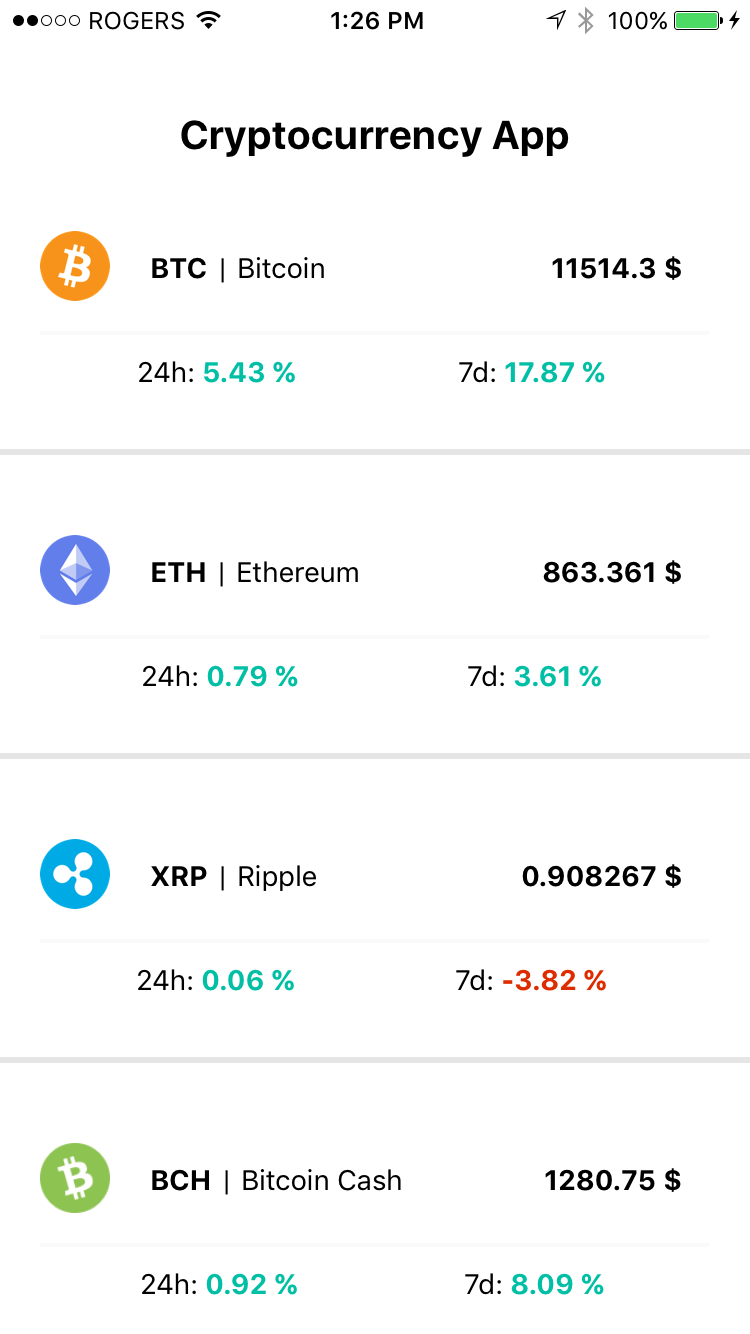 ROGERS 1:26 PM 100%
Cryptocurrency App
BTC | Bitcoin 11514.3 $
24h: 5.43 % 7d: 17.87 %
ETH | Ethereum 863.361 $
24h: 0.79 % 7d: 3.61 %
XRP | Ripple 0.908267 $
24h: 0.06 % 7d: -3.82 %
BCH | Bitcoin Cash 1280.75 $
24h: 0.92 % 7d: 8.09 %